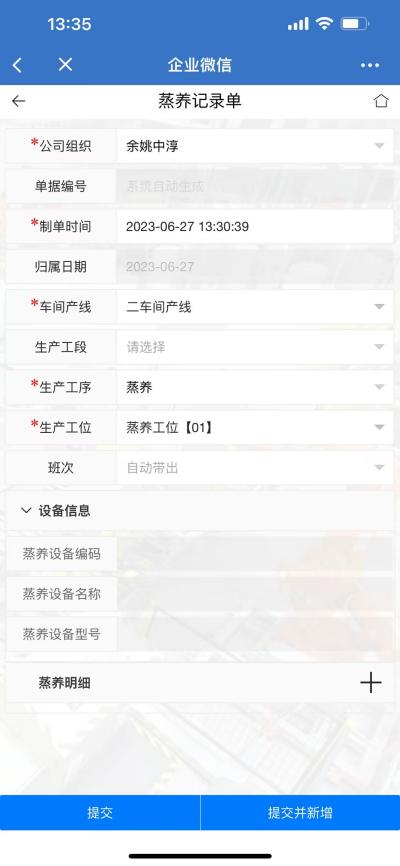 13:35
企业微信
蒸养记录单
*公司组织 余姚中淳
单据编号 系统自动生成
*制单时间 2023-06-27 13:30:39
归属日期 2023-06-27
*车间产线 二车间产线
生产工段 请选择
*生产工序 蒸养
*生产工位 蒸养工位【01】
班次 自动带出
设备信息
蒸养设备编码
蒸养设备名称
蒸养设备型号
蒸养明细
提交 提交并新增